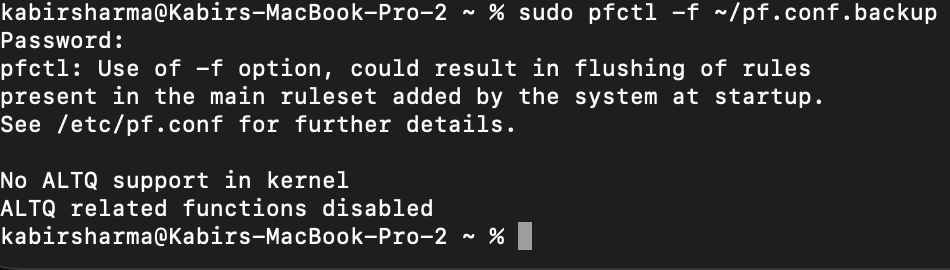 kabirsharma@Kabirs-MacBook-Pro-2 ~ % sudo pfctl -f ~/pf.conf.backup
Password:
pfctl: Use of -f option, could result in flushing of rules
present in the main ruleset added by the system at startup.
See /etc/pf.conf for further details.

No ALTQ support in kernel
ALTQ related functions disabled
kabirsharma@Kabirs-MacBook-Pro-2 ~ %